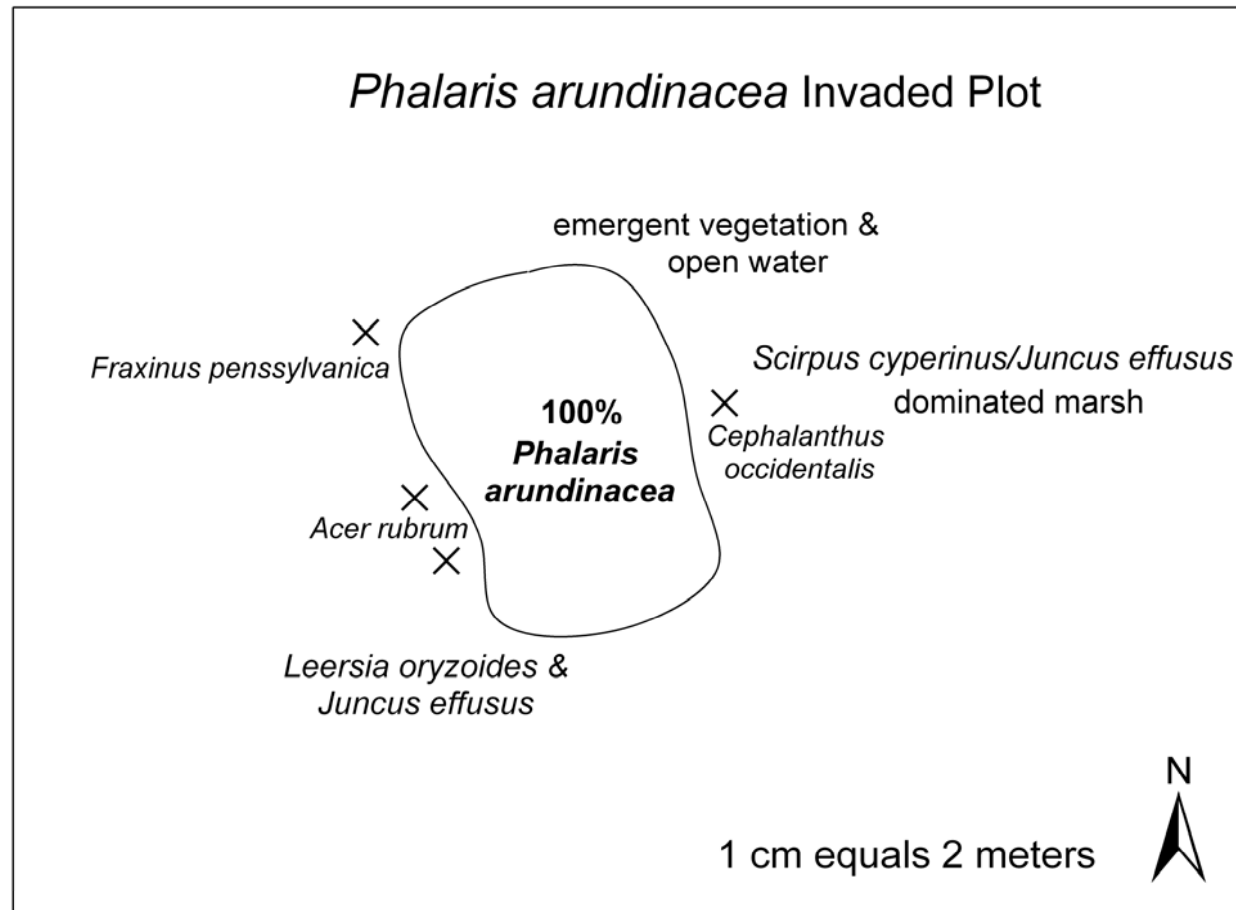 Phalaris arundinacea Invaded Plot
emergent vegetation &
open water
Fraxinus penssylvanica
Scirpus cyperinus/Juncus effusus
dominated marsh
Cephalanthus
occidentalis
100%
Phalaris
arundinacea
Acer rubrum
Leersia oryzoides &
Juncus effusus
N
1 cm equals 2 meters